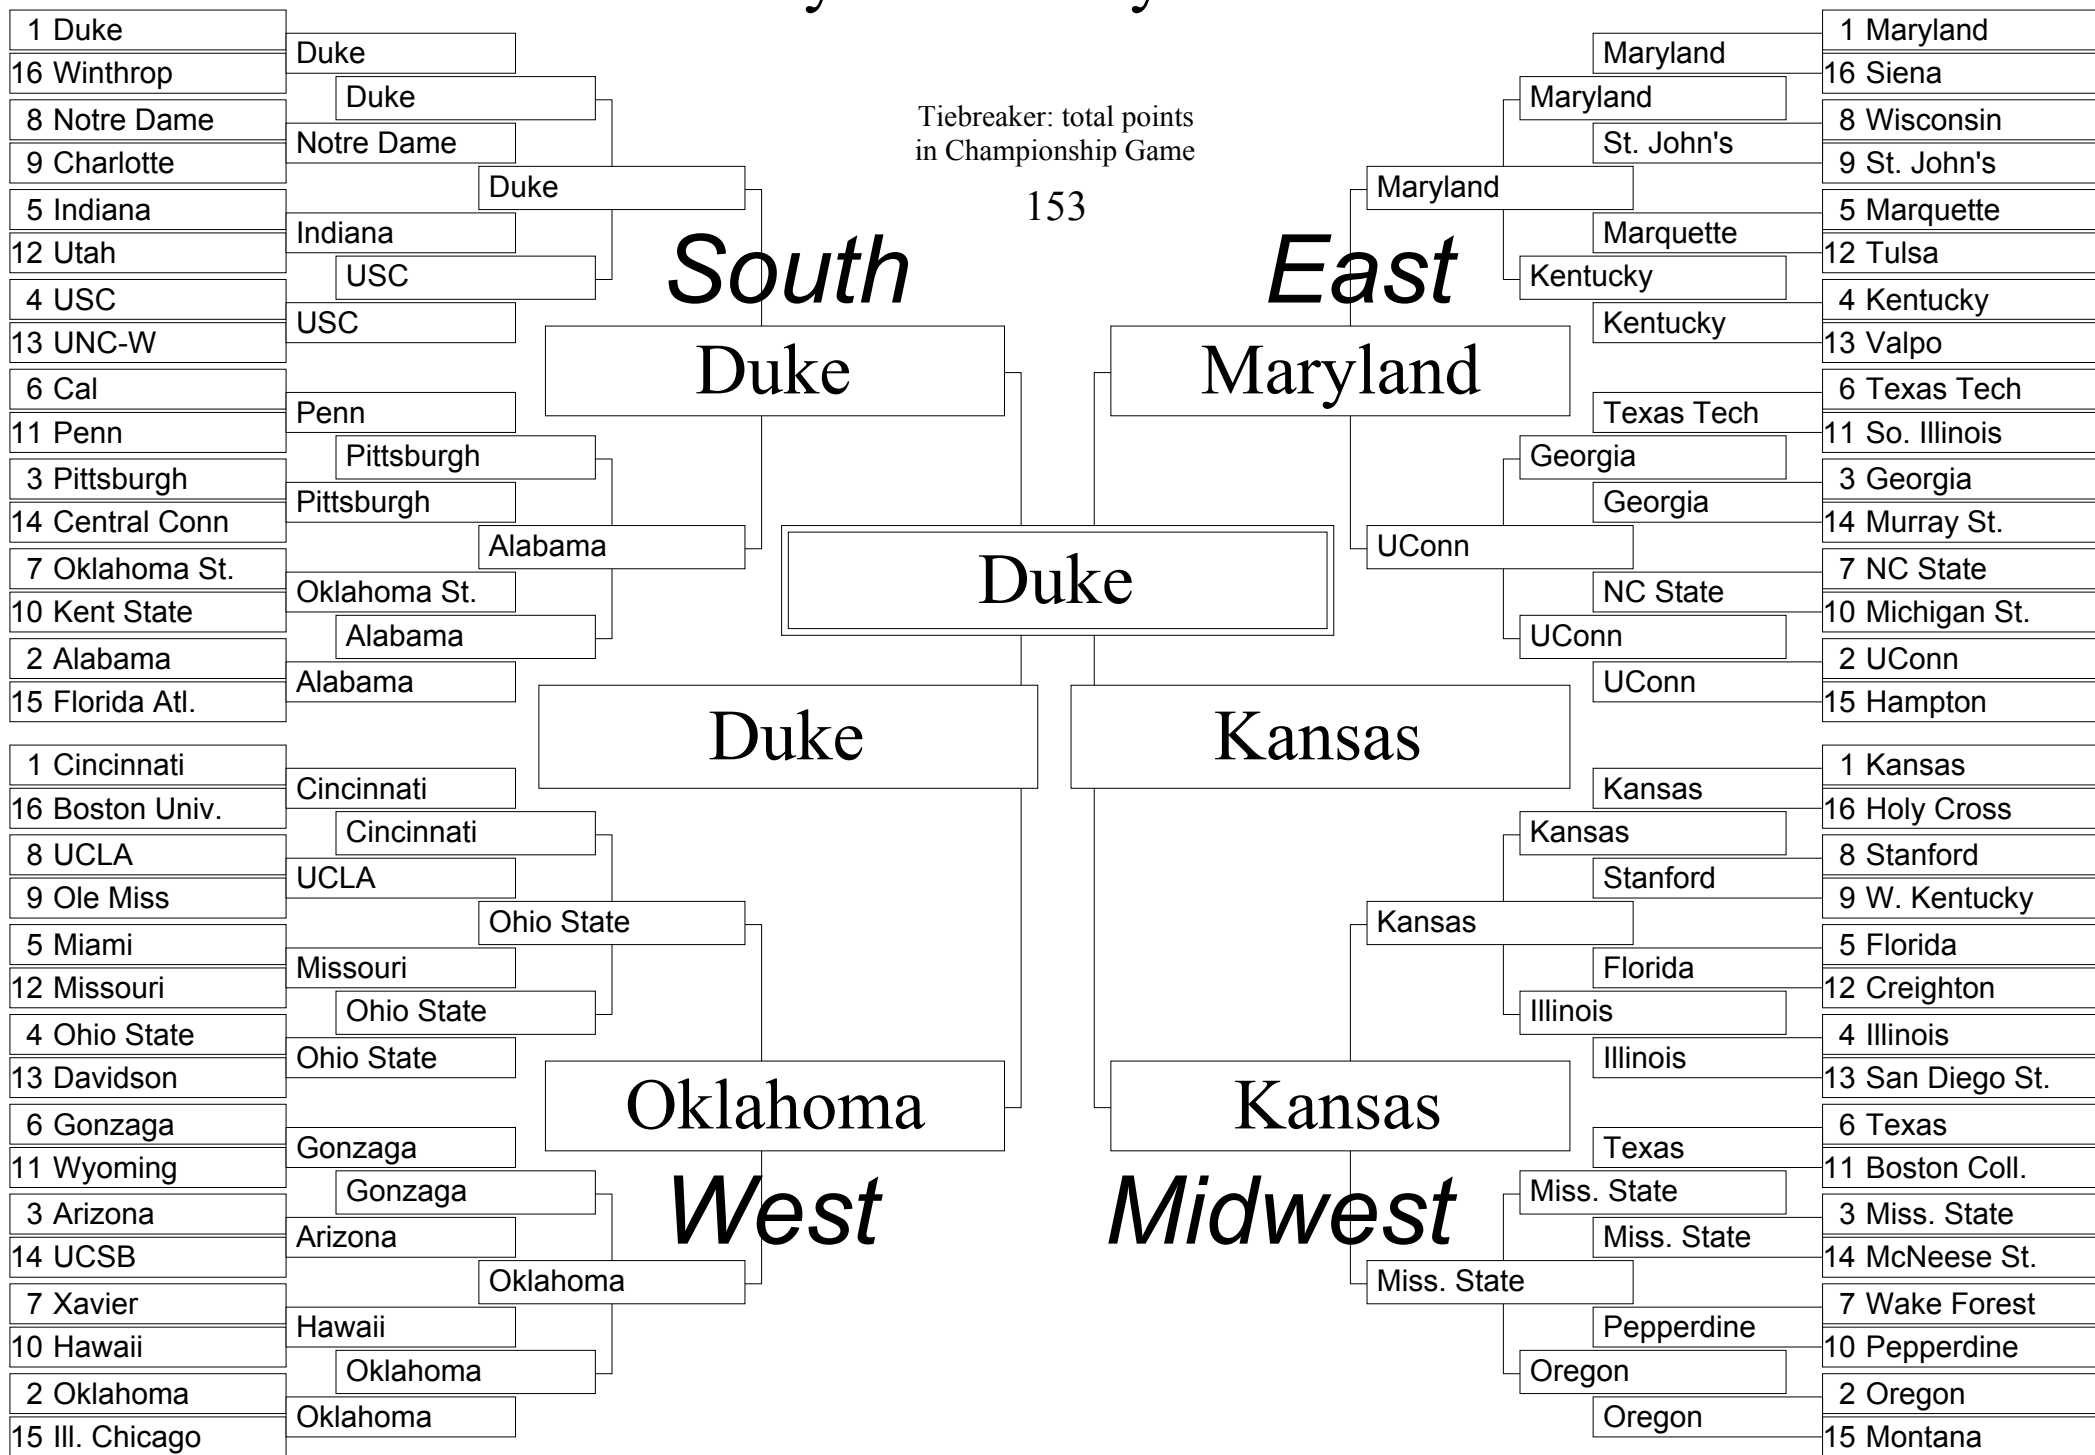 1 Duke
16 Winthrop
8 Notre Dame
9 Charlotte
5 Indiana
12 Utah
4 USC
13 UNC-W
6 Cal
11 Penn
3 Pittsburgh
14 Central Conn
7 Oklahoma St.
10 Kent State
2 Alabama
15 Florida Atl.
Duke
Notre Dame
Indiana
USC
Penn
Pittsburgh
Oklahoma St.
Alabama
Duke
USC
Pittsburgh
Alabama
Duke
Alabama
South
Duke
1 Cincinnati
16 Boston Univ.
8 UCLA
9 Ole Miss
5 Miami
12 Missouri
4 Ohio State
13 Davidson
6 Gonzaga
11 Wyoming
3 Arizona
14 UCSB
7 Xavier
10 Hawaii
2 Oklahoma
15 Ill. Chicago
Cincinnati
UCLA
Missouri
Ohio State
Gonzaga
Arizona
Hawaii
Oklahoma
Cincinnati
Ohio State
Gonzaga
Oklahoma
Ohio State
Oklahoma
Oklahoma
West
Tiebreaker: total points
in Championship Game
153
Duke
Duke
Kansas
East
Maryland
Maryland
UConn
Maryland
Kentucky
Georgia
UConn
Maryland
St. John's
Marquette
Kentucky
Texas Tech
Georgia
NC State
UConn
1 Maryland
16 Siena
8 Wisconsin
9 St. John's
5 Marquette
12 Tulsa
4 Kentucky
13 Valpo
6 Texas Tech
11 So. Illinois
3 Georgia
14 Murray St.
7 NC State
10 Michigan St.
2 UConn
15 Hampton
Kansas
Midwest
Kansas
Miss. State
Kansas
Illinois
Miss. State
Oregon
Kansas
Stanford
Florida
Illinois
Texas
Miss. State
Pepperdine
Oregon
1 Kansas
16 Holy Cross
8 Stanford
9 W. Kentucky
5 Florida
12 Creighton
4 Illinois
13 San Diego St.
6 Texas
11 Boston Coll.
3 Miss. State
14 McNeese St.
7 Wake Forest
10 Pepperdine
2 Oregon
15 Montana